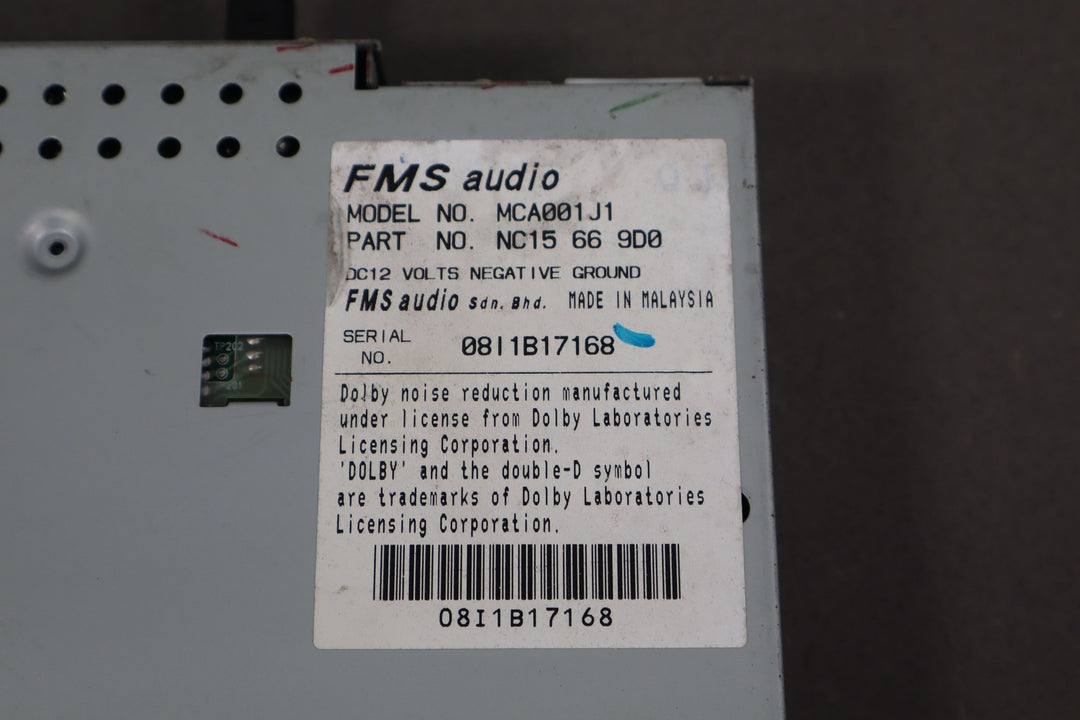 FMS audio
MODEL NO. MCA001J1
PART NO. NC15 66 9D0
DC12 VOLTS NEGATIVE GROUND
FMS audio Sdn. Bhd. MADE IN MALAYSIA
SERIAL NO. 08I1B17168
Dolby noise reduction manufactured
under license from Dolby Laboratories
Licensing Corporation.
'DOLBY' and the double-D symbol
are trademarks of Dolby Laboratories
Licensing Corporation.
08I1B17168
TP202